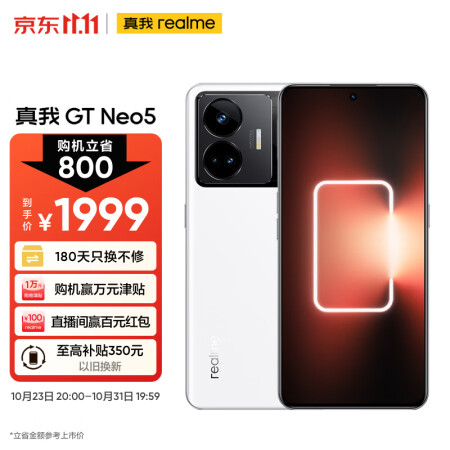 京东11.11
真我 realme
真我 GT Neo5
购机立省
800
到手价 ¥1999
180天只换不修
1万元
购机赢万元津贴
¥100
realme
直播间赢百元红包
至高补贴350元
以旧换新
10月23日 20:00-10月31日 19:59
*立省金额参考上市价
realme